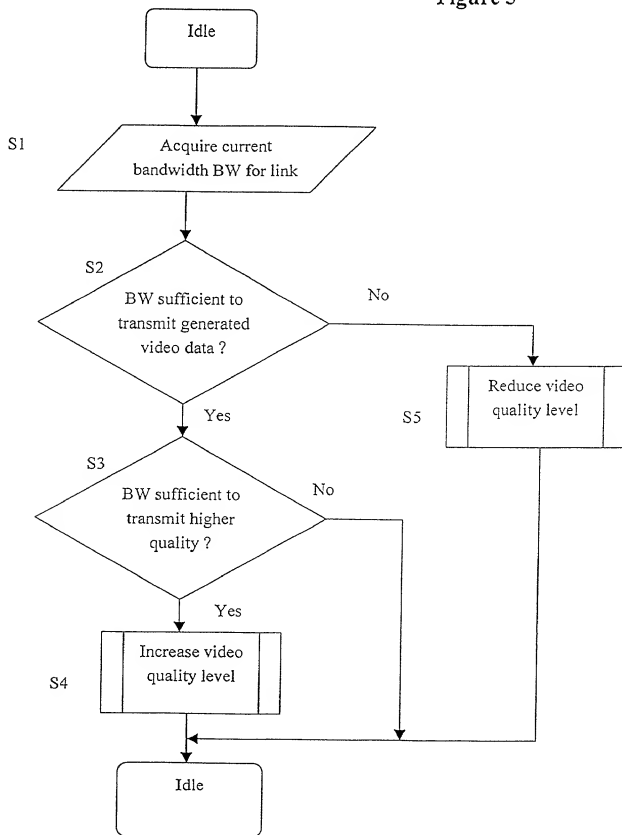 Idle
S1
Acquire current
bandwidth BW for link
S2
BW sufficient to
transmit generated
video data ?
No
Reduce video
quality level
S5
Yes
S3
BW sufficient to
transmit higher
quality ?
No
Yes
Increase video
quality level
S4
Idle